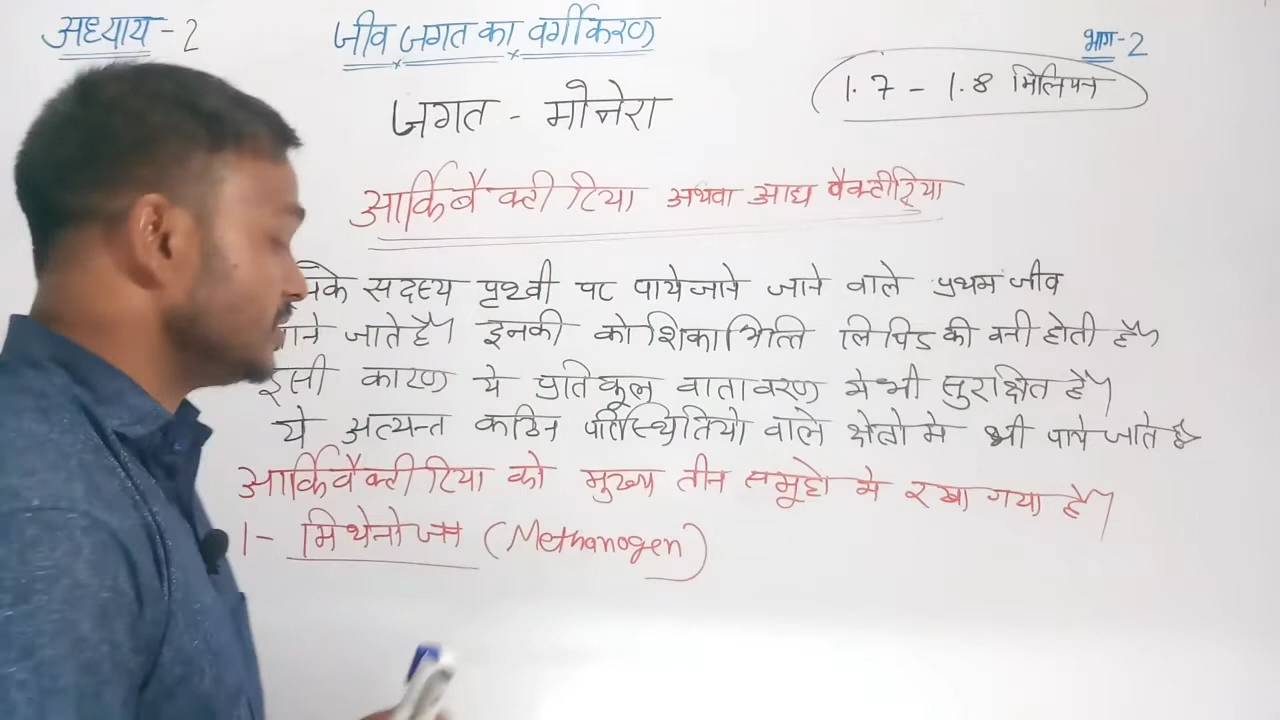 अध्याय - 2
जीव जगत का वर्गीकरण
भाग - 2
1.7 - 1.8 मिलियन
जगत - मोनेरा
आर्किबैक्टीरिया अथवा आद्य बैक्टीरिया
सदस्य पृथ्वी पर पायेजाने जाने वाले प्रथम जीव
जाते हैं। इनकी कोशिकाभित्ति लिपिड की बनी होती हैं
इसी कारण ये प्रतिकूल वातावरण मे भी सुरक्षित हैं।
ये अत्यन्त कठिन परिस्थितियो वाले क्षेत्रो मे भी पाये जाते है
आर्किबैक्टीरिया को मुख्य तीन समूहो मे रखा गया हैं।
1- मिथेनोजन (Methanogen)